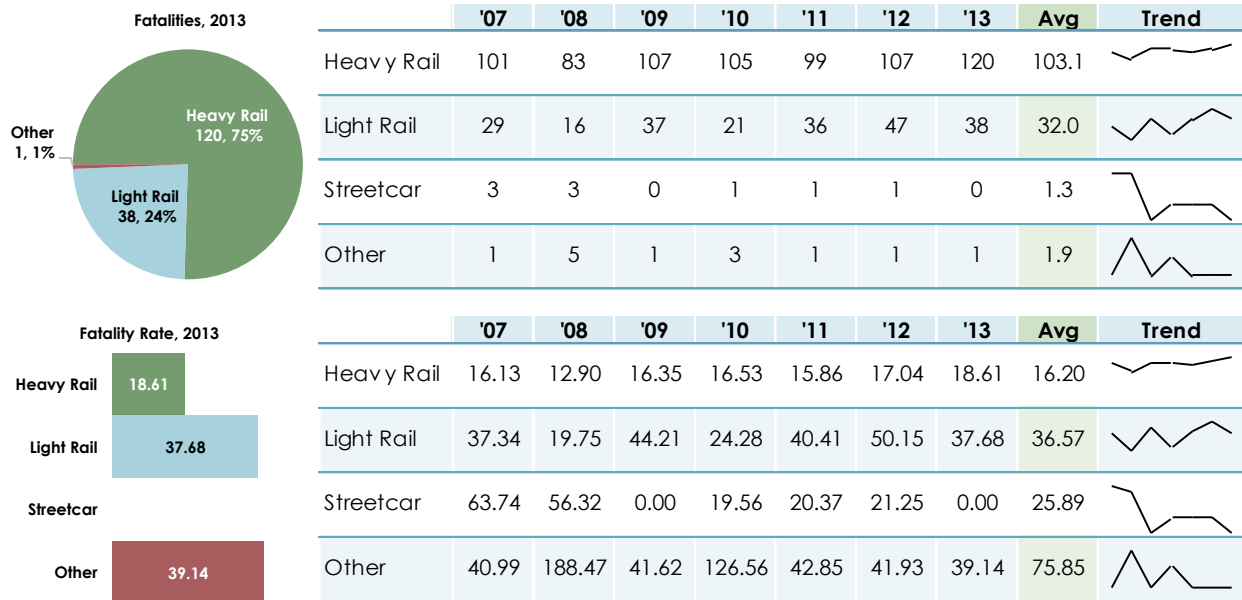 Fatalities, 2013
Heavy Rail
120, 75%
Other
1, 1%
Light Rail
38, 24%
'07 '08 '09 '10 '11 '12 '13 Avg Trend
Heavy Rail 101 83 107 105 99 107 120 103.1
Light Rail 29 16 37 21 36 47 38 32.0
Streetcar 3 3 0 1 1 1 0 1.3
Other 1 5 1 3 1 1 1 1.9
Fatality Rate, 2013
Heavy Rail 18.61
Light Rail 37.68
Streetcar
Other 39.14
'07 '08 '09 '10 '11 '12 '13 Avg Trend
Heavy Rail 16.13 12.90 16.35 16.53 15.86 17.04 18.61 16.20
Light Rail 37.34 19.75 44.21 24.28 40.41 50.15 37.68 36.57
Streetcar 63.74 56.32 0.00 19.56 20.37 21.25 0.00 25.89
Other 40.99 188.47 41.62 126.56 42.85 41.93 39.14 75.85